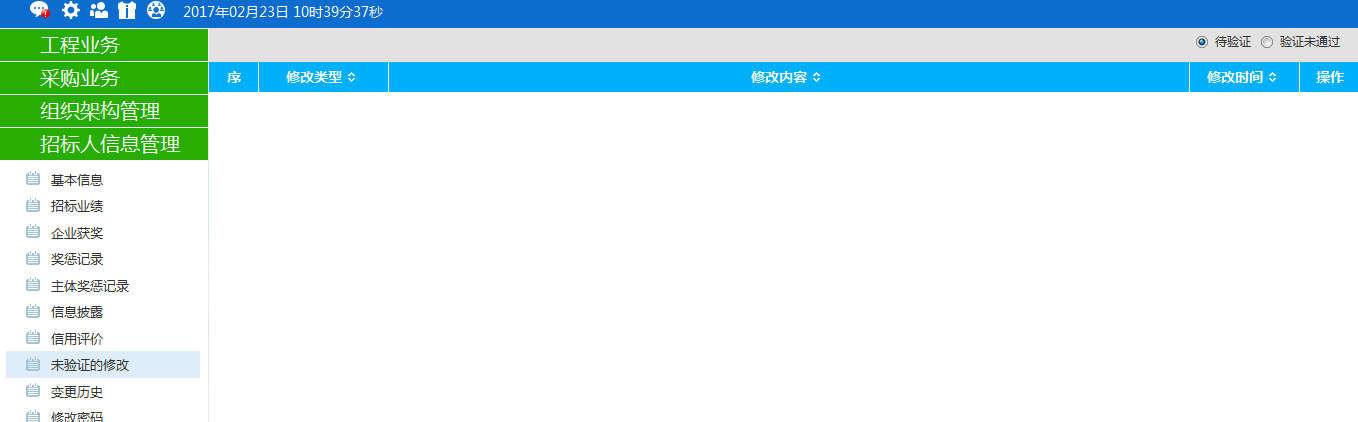 2017年02月23日 10时39分37秒
工程业务
采购业务
组织架构管理
招标人信息管理
基本信息
招标业绩
企业获奖
奖惩记录
主体奖惩记录
信息披露
信用评价
未验证的修改
变更历史
修改密码
待验证 验证未通过
序 修改类型 修改内容 修改时间 操作